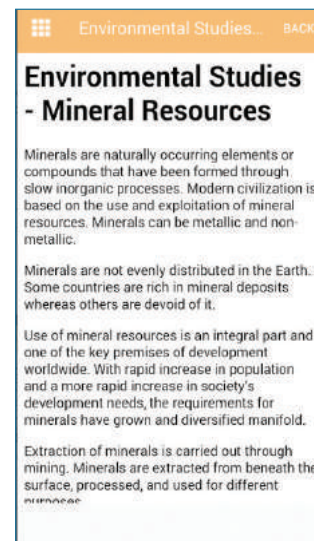 Environmental Studies... BACK
Environmental Studies
- Mineral Resources
Minerals are naturally occurring elements or
compounds that have been formed through
slow inorganic processes. Modern civilization is
based on the use and exploitation of mineral
resources. Minerals can be metallic and non-
metallic.
Minerals are not evenly distributed in the Earth.
Some countries are rich in mineral deposits
whereas others are devoid of it.
Use of mineral resources is an integral part and
one of the key premises of development
worldwide. With rapid increase in population
and a more rapid increase in society's
development needs, the requirements for
minerals have grown and diversified manifold.
Extraction of minerals is carried out through
mining. Minerals are extracted from beneath the
surface, processed, and used for different